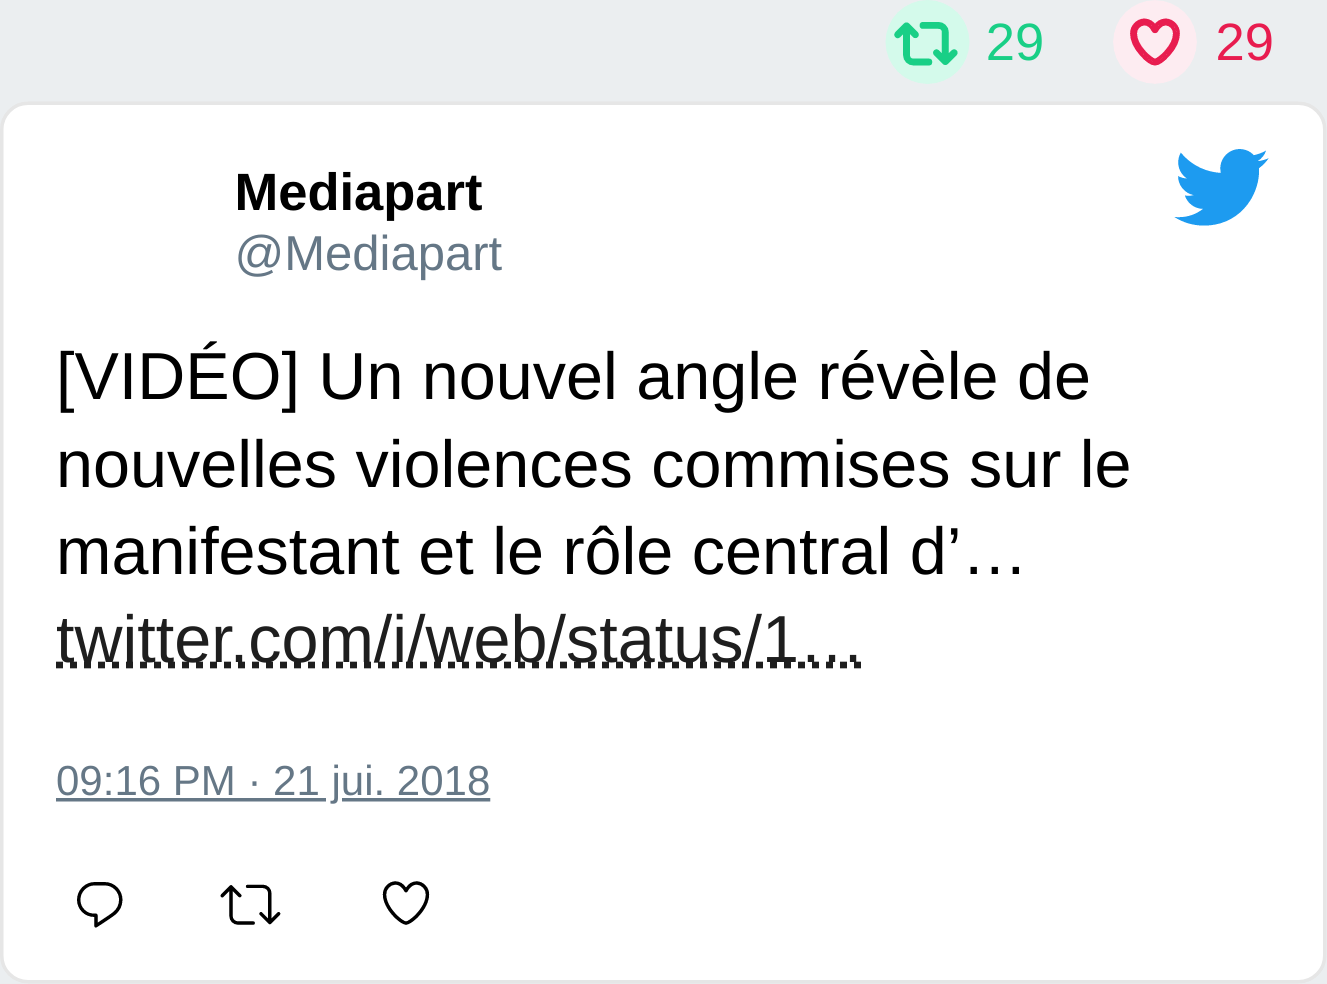 29 29
Mediapart
@Mediapart
[VIDÉO] Un nouvel angle révèle de
nouvelles violences commises sur le
manifestant et le rôle central d’…
twitter.com/i/web/status/1…
09:16 PM · 21 jui. 2018